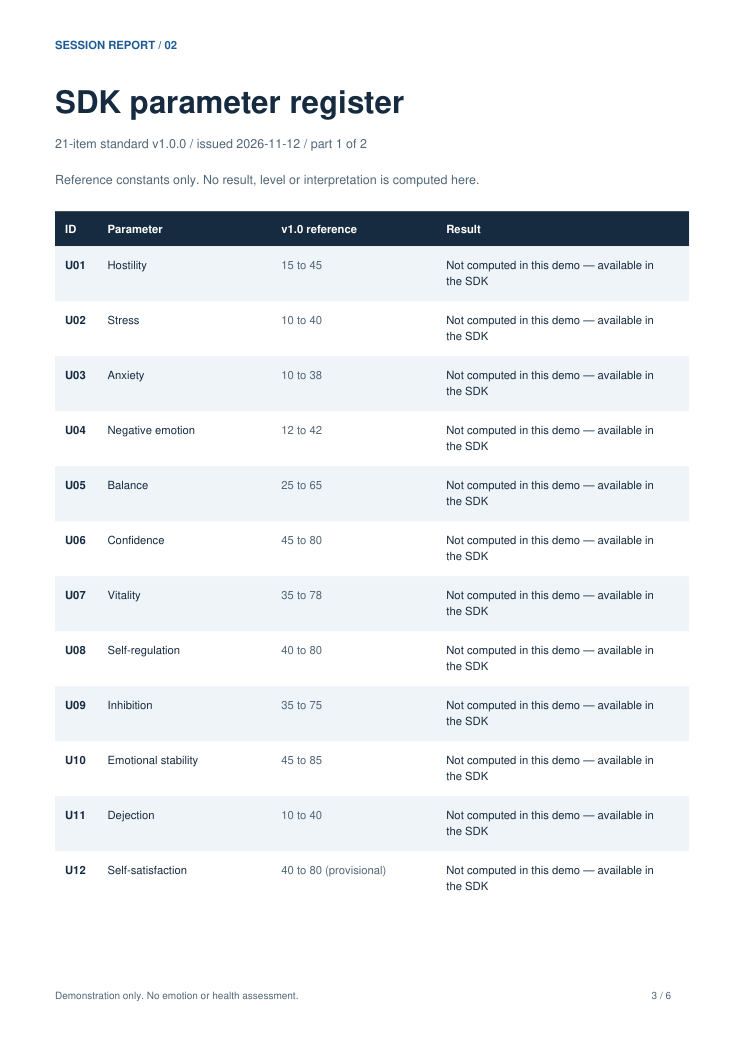 SESSION REPORT / 02
SDK parameter register
21-item standard v1.0.0 / issued 2026-11-12 / part 1 of 2
Reference constants only. No result, level or interpretation is computed here.
ID Parameter v1.0 reference Result
U01 Hostility 15 to 45 Not computed in this demo — available in
the SDK
U02 Stress 10 to 40 Not computed in this demo — available in
the SDK
U03 Anxiety 10 to 38 Not computed in this demo — available in
the SDK
U04 Negative emotion 12 to 42 Not computed in this demo — available in
the SDK
U05 Balance 25 to 65 Not computed in this demo — available in
the SDK
U06 Confidence 45 to 80 Not computed in this demo — available in
the SDK
U07 Vitality 35 to 78 Not computed in this demo — available in
the SDK
U08 Self-regulation 40 to 80 Not computed in this demo — available in
the SDK
U09 Inhibition 35 to 75 Not computed in this demo — available in
the SDK
U10 Emotional stability 45 to 85 Not computed in this demo — available in
the SDK
U11 Dejection 10 to 40 Not computed in this demo — available in
the SDK
U12 Self-satisfaction 40 to 80 (provisional) Not computed in this demo — available in
the SDK
Demonstration only. No emotion or health assessment. 3 / 6